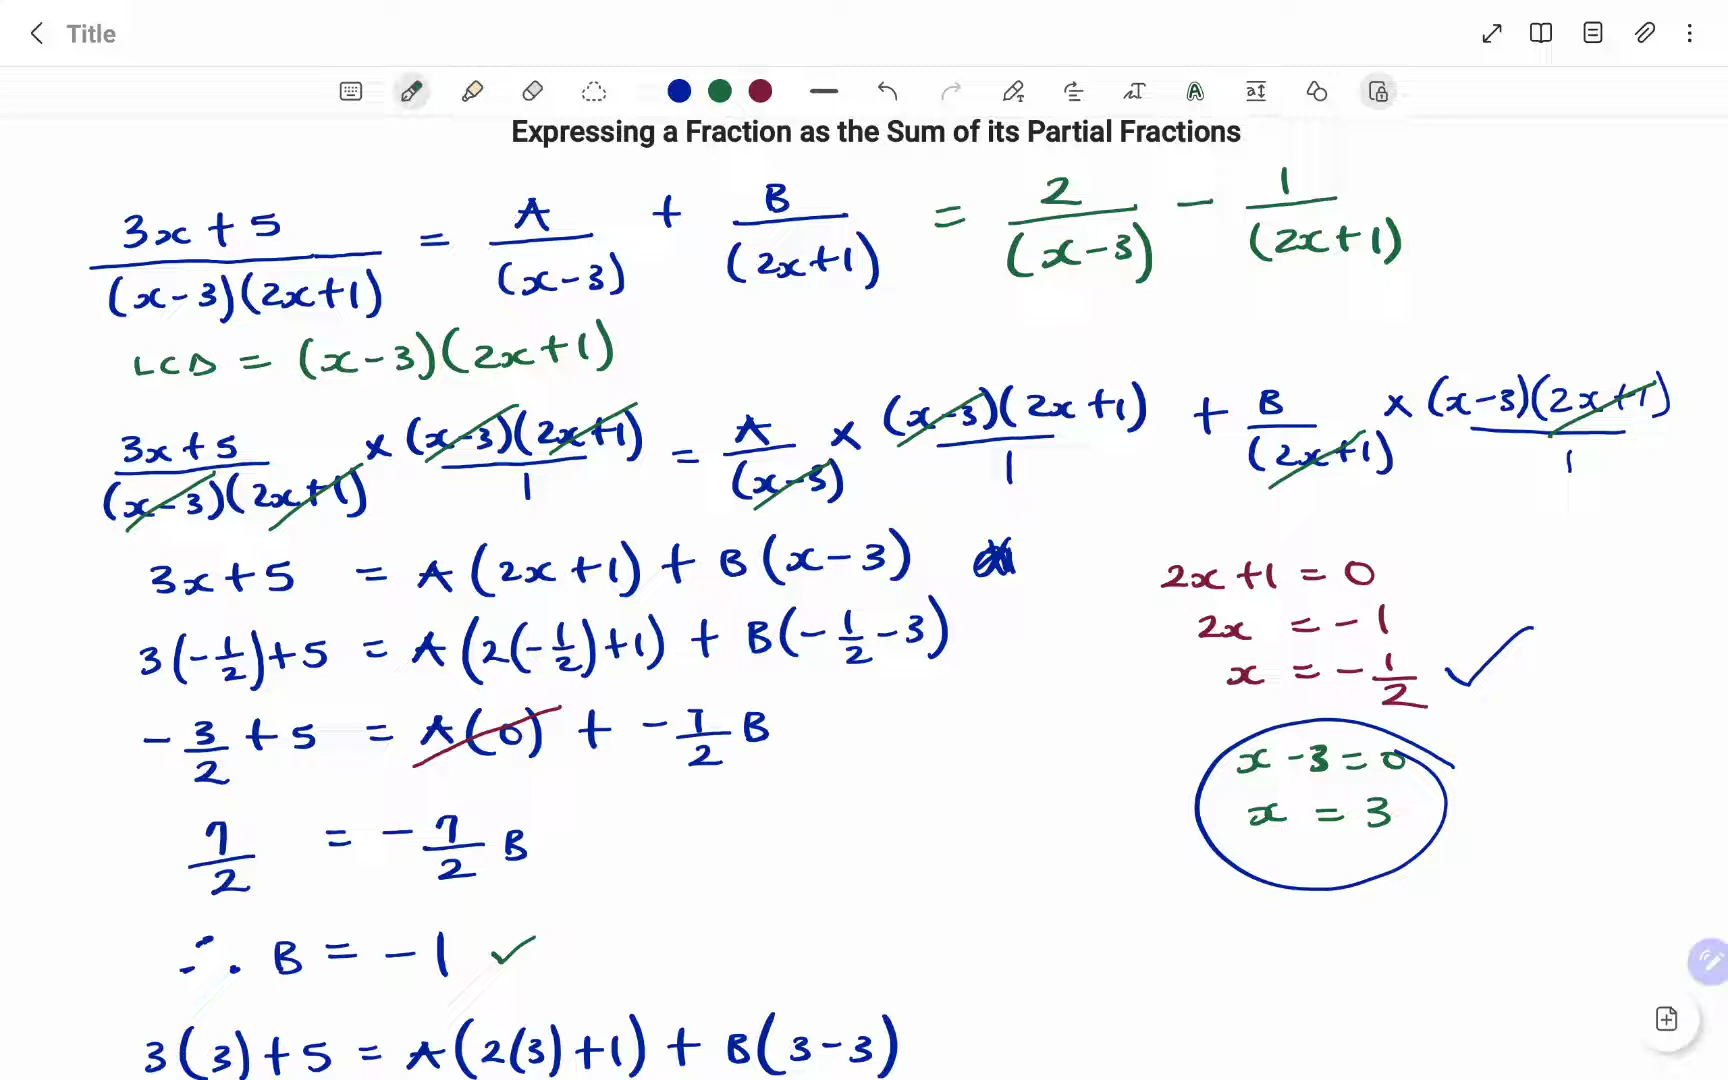 Title
Expressing a Fraction as the Sum of its Partial Fractions
(3x + 5)/((x-3)(2x+1)) = A/(x-3) + B/(2x+1) = 2/(x-3) - 1/(2x+1)
LCD = (x-3)(2x+1)
(3x+5)/((x-3)(2x+1)) × (x-3)(2x+1)/1 = A/(x-3) × (x-3)(2x+1)/1 + B/(2x+1) × (x-3)(2x+1)/1
3x+5 = A(2x+1) + B(x-3)
3(-1/2)+5 = A(2(-1/2)+1) + B(-1/2-3)
-3/2 + 5 = A(0) + -7/2 B
7/2 = -7/2 B
∴ B = -1 ✓
3(3)+5 = A(2(3)+1) + B(3-3)
2x+1 = 0
2x = -1
x = -1/2 ✓
x-3=0
x = 3